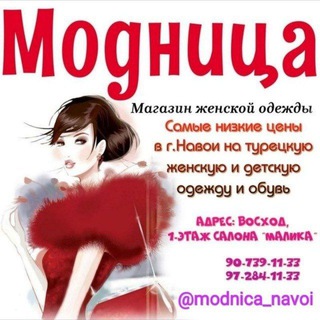 Модница
Магазин женской одежды
Самые низкие цены
в г.Навои на турецкую
женскую и детскую
одежду и обувь
АДРЕС: ВОСХОД,
1-ЭТАЖ САЛОНА "МАЛИКА"
90-739-11-33
97-284-11-33
@modnica_navoi